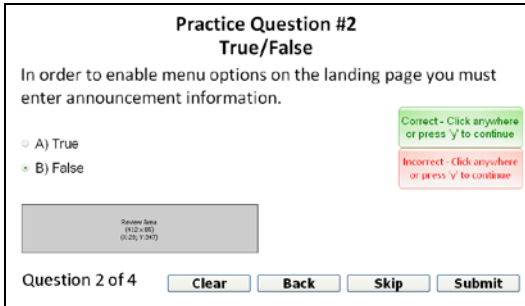 Practice Question #2
True/False
In order to enable menu options on the landing page you must
enter announcement information.
Correct - Click anywhere
or press 'y' to continue
A) True
B) False
Incorrect - Click anywhere
or press 'y' to continue
Review Area
(412 x 85)
Question 2 of 4
Clear
Back
Skip
Submit